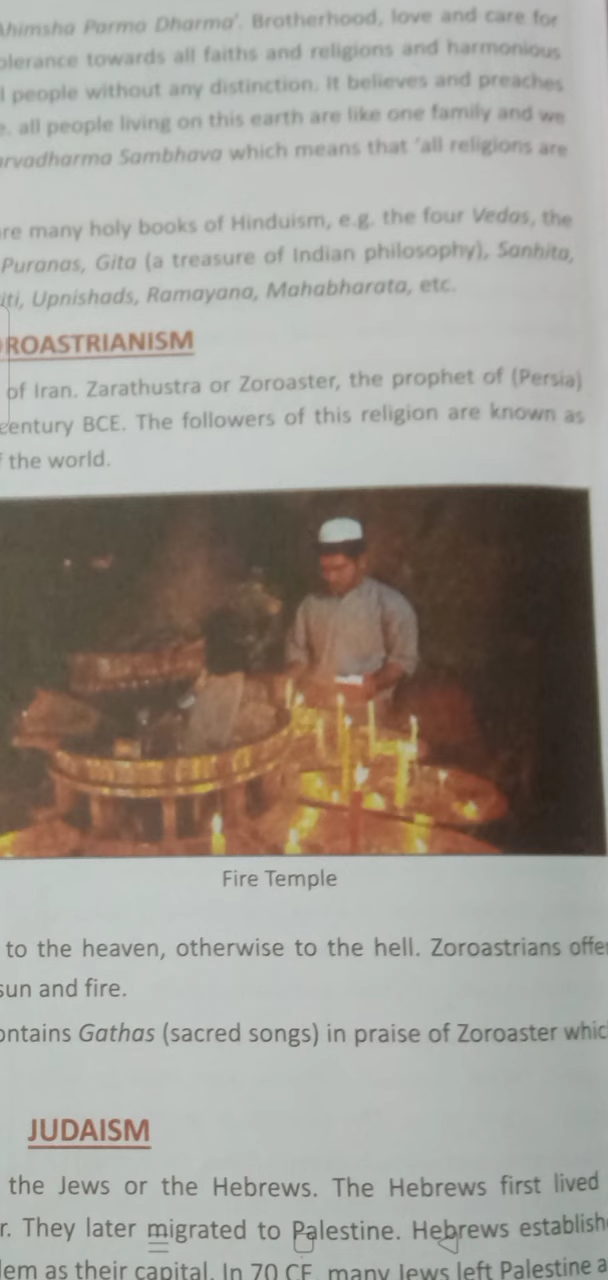 Ahimsha Parmo Dharma'. Brotherhood, love and care for
olerance towards all faiths and religions and harmonious
l people without any distinction. It believes and preaches
e. all people living on this earth are like one family and we
arvadharma Sambhava which means that 'all religions are
re many holy books of Hinduism, e.g. the four Vedas, the
Puranas, Gita (a treasure of Indian philosophy), Sanhita,
iti, Upnishads, Ramayana, Mahabharata, etc.
ROASTRIANISM
of Iran. Zarathustra or Zoroaster, the prophet of (Persia)
century BCE. The followers of this religion are known as
f the world.
Fire Temple
to the heaven, otherwise to the hell. Zoroastrians offer
sun and fire.
ontains Gathas (sacred songs) in praise of Zoroaster whic
JUDAISM
the Jews or the Hebrews. The Hebrews first lived
r. They later migrated to Palestine. Hebrews establish
lem as their capital. In 70 CE, many Jews left Palestine a